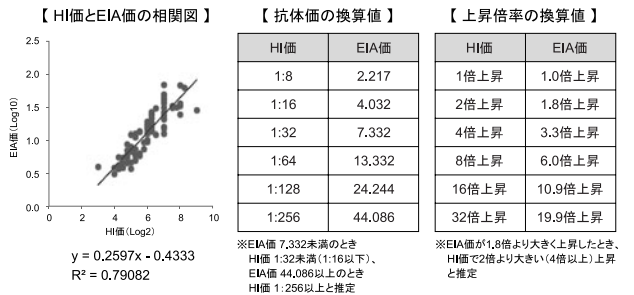 【 HI価とEIA価の相関図 】
2.5
2.0
1.5
1.0
0.5
0.0
EIA価(Log10)
0 2 4 6 8 10
HI価(Log2)
y = 0.2597x - 0.4333
R² = 0.79082
【 抗体価の換算値 】
HI価 EIA価
1:8 2.217
1:16 4.032
1:32 7.332
1:64 13.332
1:128 24.244
1:256 44.086
※EIA価 7.332未満のとき
HI価 1:32未満(1:16以下)、
EIA価 44.086以上のとき
HI価 1:256以上と推定
【 上昇倍率の換算値 】
HI価 EIA価
1倍上昇 1.0倍上昇
2倍上昇 1.8倍上昇
4倍上昇 3.3倍上昇
8倍上昇 6.0倍上昇
16倍上昇 10.9倍上昇
32倍上昇 19.9倍上昇
※EIA価が1.8倍より大きく上昇したとき、
HI価で2倍より大きい(4倍以上)上昇
と推定